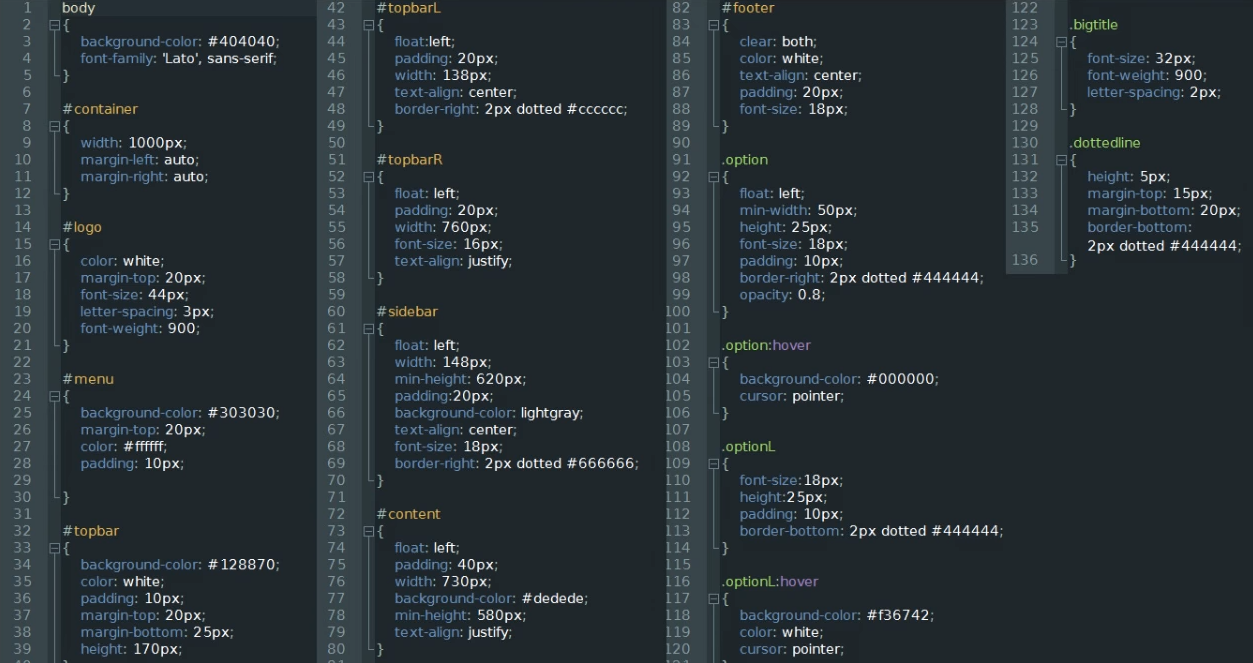 1 body
2 {
3 background-color: #404040;
4 font-family: 'Lato', sans-serif;
5 }
6
7 #container
8 {
9 width: 1000px;
10 margin-left: auto;
11 margin-right: auto;
12 }
13
14 #logo
15 {
16 color: white;
17 margin-top: 20px;
18 font-size: 44px;
19 letter-spacing: 3px;
20 font-weight: 900;
21 }
22
23 #menu
24 {
25 background-color: #303030;
26 margin-top: 20px;
27 color: #ffffff;
28 padding: 10px;
29
30 }
31
32 #topbar
33 {
34 background-color: #128870;
35 color: white;
36 padding: 10px;
37 margin-top: 20px;
38 margin-bottom: 25px;
39 height: 170px;
42 #topbarL
43 {
44 float:left;
45 padding: 20px;
46 width: 138px;
47 text-align: center;
48 border-right: 2px dotted #cccccc;
49 }
50
51 #topbarR
52 {
53 float: left;
54 padding: 20px;
55 width: 760px;
56 font-size: 16px;
57 text-align: justify;
58 }
59
60 #sidebar
61 {
62 float: left;
63 width: 148px;
64 min-height: 620px;
65 padding:20px;
66 background-color: lightgray;
67 text-align: center;
68 font-size: 18px;
69 border-right: 2px dotted #666666;
70 }
71
72 #content
73 {
74 float: left;
75 padding: 40px;
76 width: 730px;
77 background-color: #dedede;
78 min-height: 580px;
79 text-align: justify;
80 }
82 #footer
83 {
84 clear: both;
85 color: white;
86 text-align: center;
87 padding: 20px;
88 font-size: 18px;
89 }
90
91 .option
92 {
93 float: left;
94 min-width: 50px;
95 height: 25px;
96 font-size: 18px;
97 padding: 10px;
98 border-right: 2px dotted #444444;
99 opacity: 0.8;
100 }
101
102 .option:hover
103 {
104 background-color: #000000;
105 cursor: pointer;
106 }
107
108 .optionL
109 {
110 font-size:18px;
111 height:25px;
112 padding: 10px;
113 border-bottom: 2px dotted #444444;
114 }
115
116 .optionL:hover
117 {
118 background-color: #f36742;
119 color: white;
120 cursor: pointer;
122
123 .bigtitle
124 {
125 font-size: 32px;
126 font-weight: 900;
127 letter-spacing: 2px;
128 }
129
130 .dottedline
131 {
132 height: 5px;
133 margin-top: 15px;
134 margin-bottom: 20px;
135 border-bottom:
2px dotted #444444;
136 }